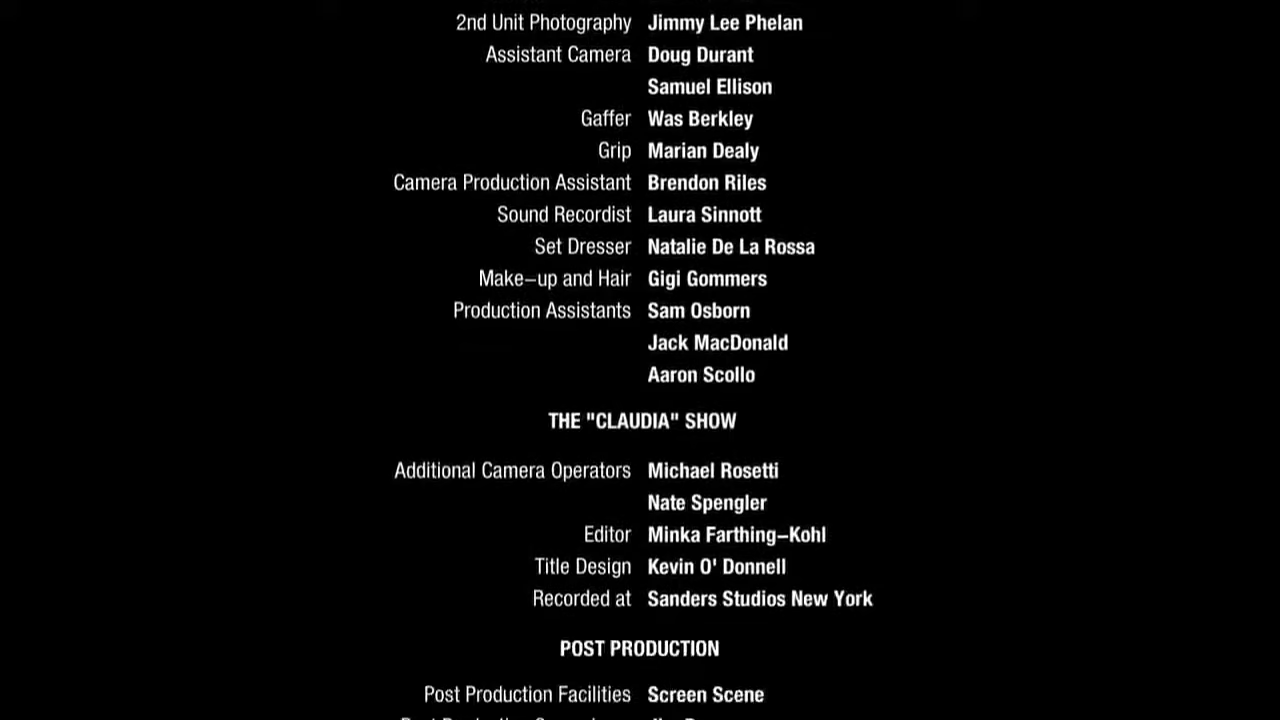 2nd Unit Photography Jimmy Lee Phelan
Assistant Camera Doug Durant
Samuel Ellison
Gaffer Was Berkley
Grip Marian Dealy
Camera Production Assistant Brendon Riles
Sound Recordist Laura Sinnott
Set Dresser Natalie De La Rossa
Make–up and Hair Gigi Gommers
Production Assistants Sam Osborn
Jack MacDonald
Aaron Scollo
THE "CLAUDIA" SHOW
Additional Camera Operators Michael Rosetti
Nate Spengler
Editor Minka Farthing–Kohl
Title Design Kevin O' Donnell
Recorded at Sanders Studios New York
POST PRODUCTION
Post Production Facilities Screen Scene